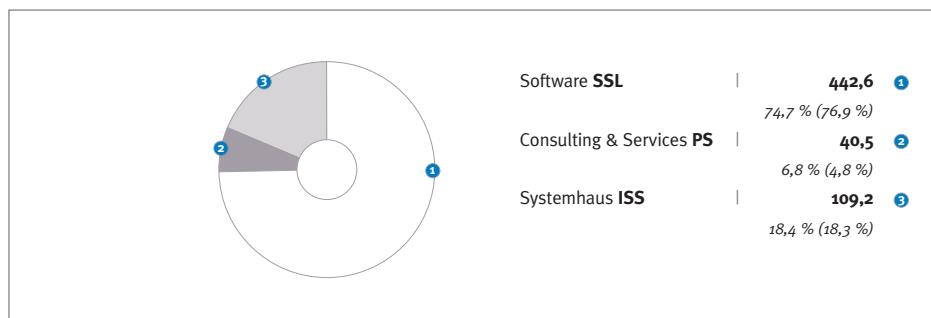 3
2
1
Software SSL | 442,6 1
74,7 % (76,9 %)
Consulting & Services PS | 40,5 2
6,8 % (4,8 %)
Systemhaus ISS | 109,2 3
18,4 % (18,3 %)